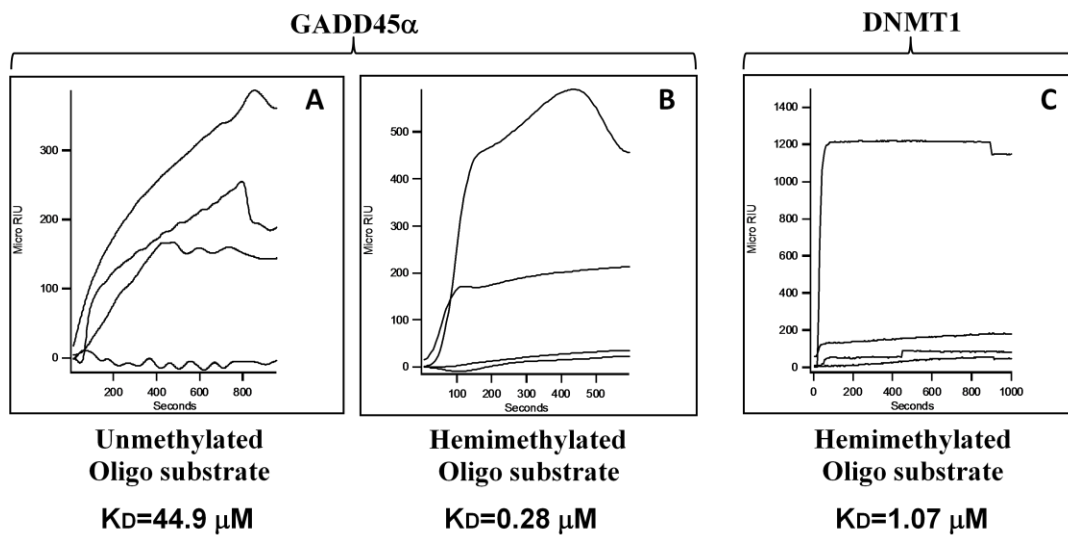 GADD45α
DNMT1
A
300
200
100
0
Micro RIU
200
400
600
800
Seconds
B
500
400
300
200
100
0
Micro RIU
100
200
300
400
500
Seconds
C
1400
1200
1000
800
600
400
200
0
Micro RIU
0
200
400
600
800
1000
Seconds
Unmethylated
Oligo substrate
KD=44.9 μM
Hemimethylated
Oligo substrate
KD=0.28 μM
Hemimethylated
Oligo substrate
KD=1.07 μM